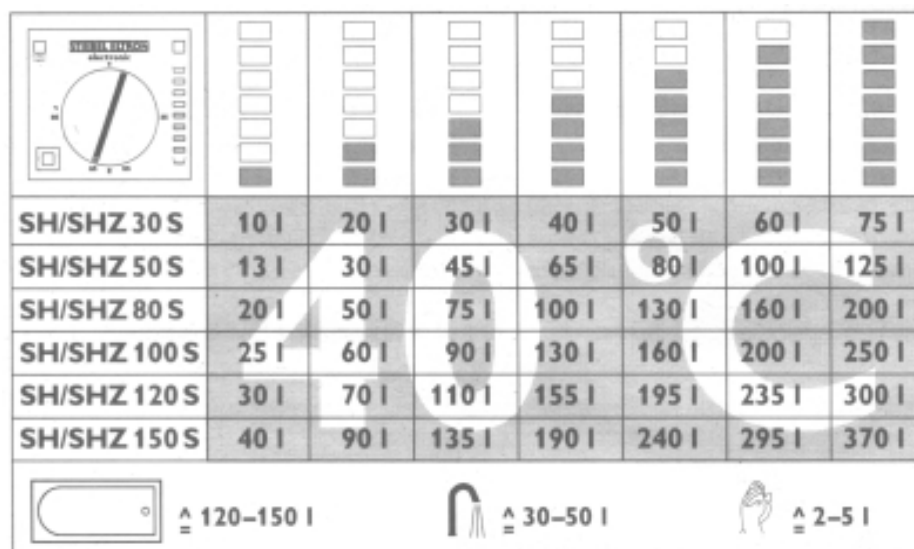 STIEBEL ELTRON
electronic
40 °C
SH/SHZ 30 S 10 l 20 l 30 l 40 l 50 l 60 l 75 l
SH/SHZ 50 S 13 l 30 l 45 l 65 l 80 l 100 l 125 l
SH/SHZ 80 S 20 l 50 l 75 l 100 l 130 l 160 l 200 l
SH/SHZ 100 S 25 l 60 l 90 l 130 l 160 l 200 l 250 l
SH/SHZ 120 S 30 l 70 l 110 l 155 l 195 l 235 l 300 l
SH/SHZ 150 S 40 l 90 l 135 l 190 l 240 l 295 l 370 l
≙ 120–150 l ≙ 30–50 l ≙ 2–5 l